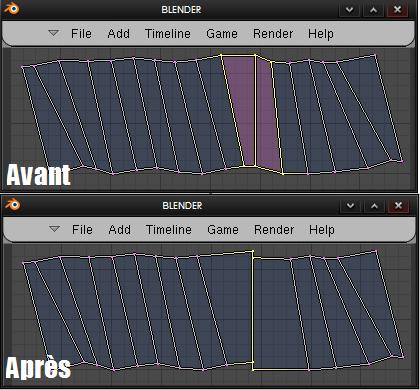 BLENDER
File Add Timeline Game Render Help
Avant
BLENDER
File Add Timeline Game Render Help
Après